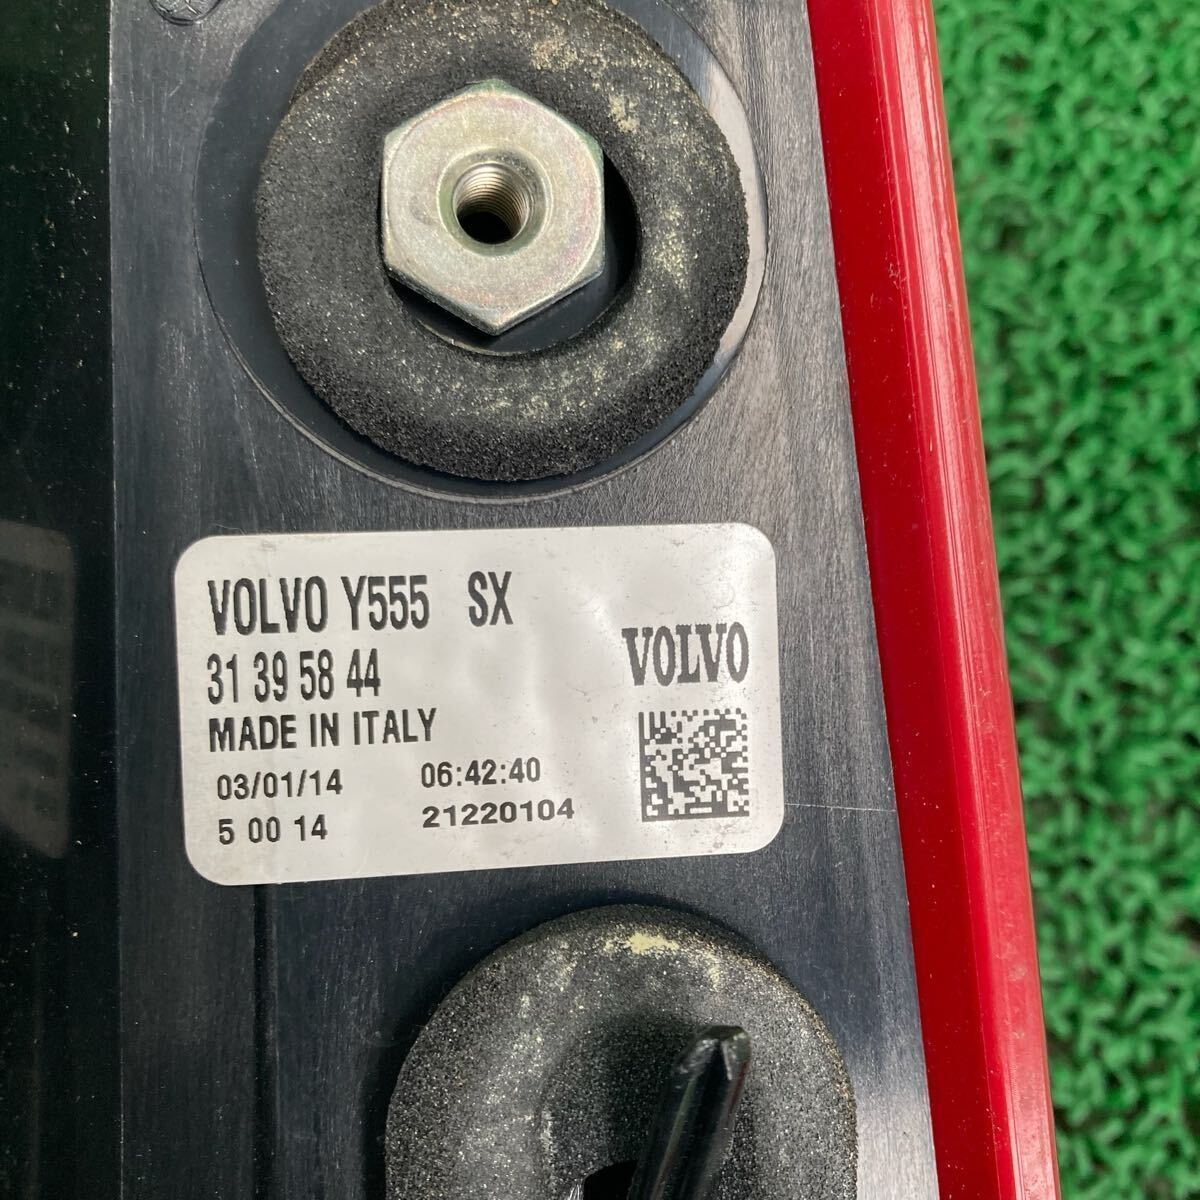 VOLVO Y555 SX
31 39 58 44
VOLVO
MADE IN ITALY
03/01/14 06:42:40
5 00 14 21220104